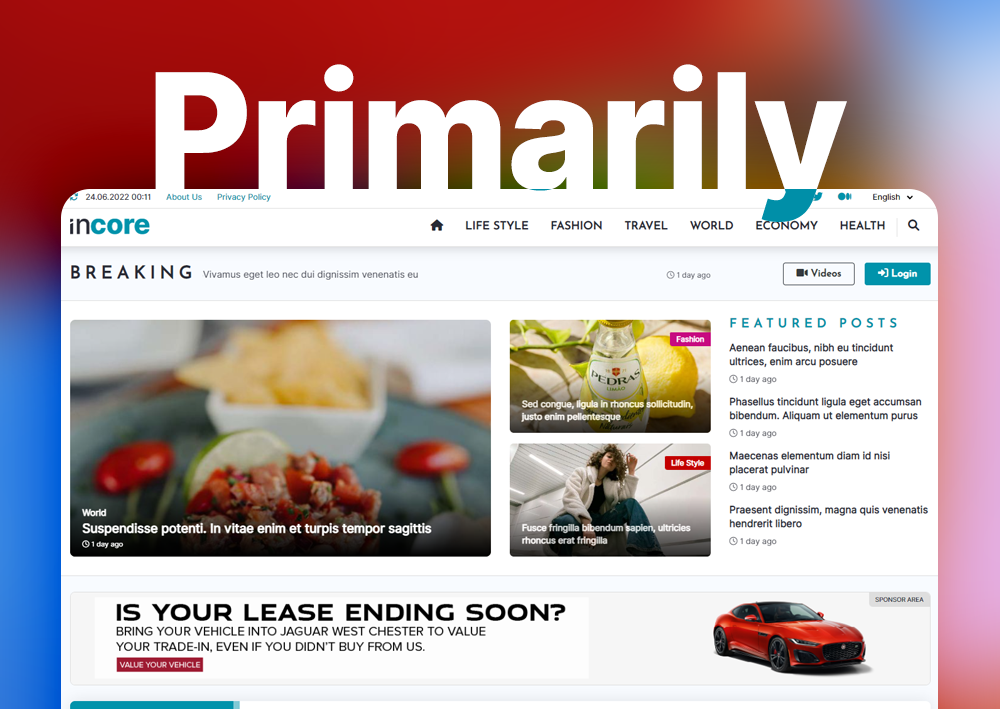 Primarily
24.06.2022 00:11 About Us Privacy Policy English
incore LIFE STYLE FASHION TRAVEL WORLD ECONOMY HEALTH
BREAKING Vivamus eget leo nec dui dignissim venenatis eu 1 day ago Videos Login
World
Suspendisse potenti. In vitae enim et turpis tempor sagittis
1 day ago
Fashion
PEDRAS
Sed congue, ligula in rhoncus sollicitudin,
justo enim pellentesque
Life Style
Fusce fringilla bibendum sapien, ultricies
rhoncus erat fringilla
FEATURED POSTS
Aenean faucibus, nibh eu tincidunt
ultrices, enim arcu posuere
1 day ago
Phasellus tincidunt ligula eget accumsan
bibendum. Aliquam ut elementum purus
1 day ago
Maecenas elementum diam id nisi
placerat pulvinar
1 day ago
Praesent dignissim, magna quis venenatis
hendrerit libero
1 day ago
IS YOUR LEASE ENDING SOON?
BRING YOUR VEHICLE INTO JAGUAR WEST CHESTER TO VALUE
YOUR TRADE-IN, EVEN IF YOU DIDN'T BUY FROM US.
VALUE YOUR VEHICLE
SPONSOR AREA